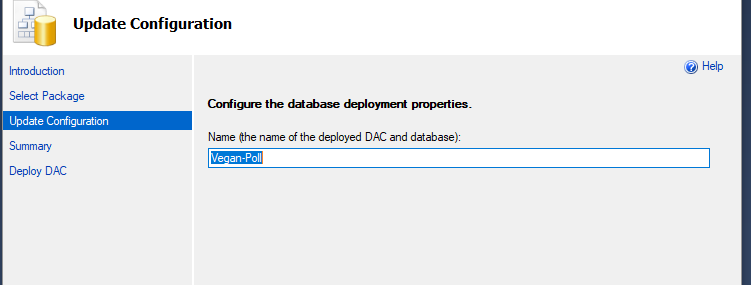 Update Configuration
Introduction
Select Package
Update Configuration
Summary
Deploy DAC
Help
Configure the database deployment properties.
Name (the name of the deployed DAC and database):
Vegan-Poll